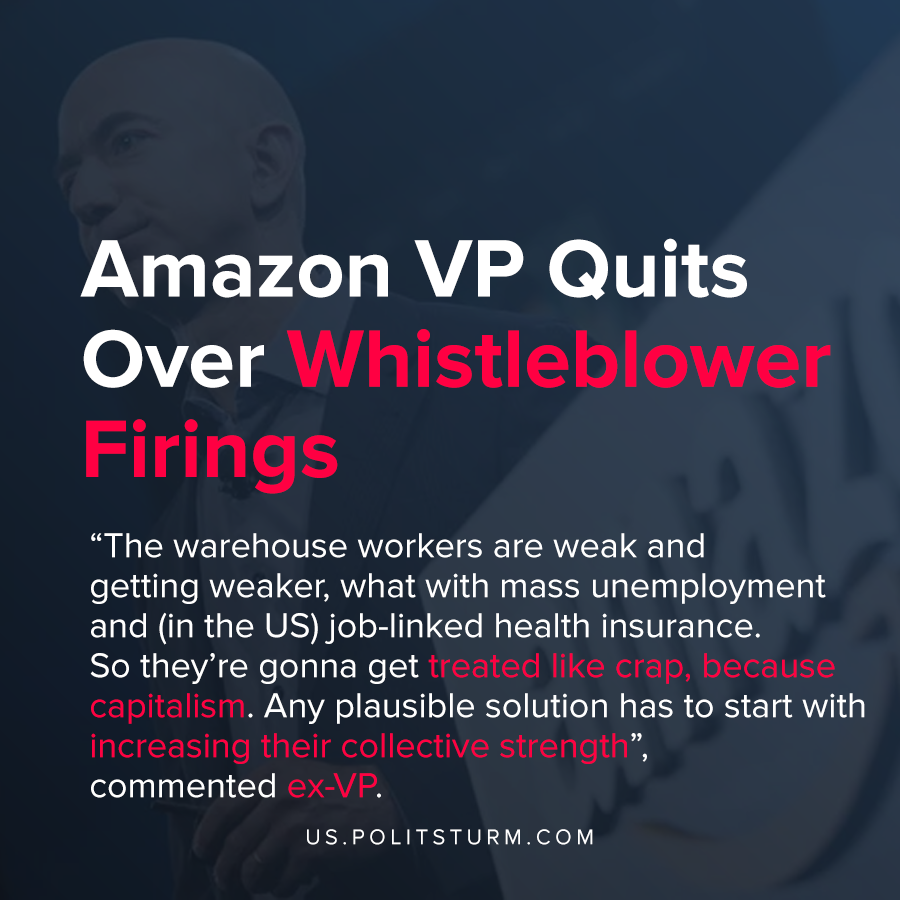 Amazon VP Quits
Over Whistleblower
Firings
“The warehouse workers are weak and
getting weaker, what with mass unemployment
and (in the US) job-linked health insurance.
So they’re gonna get treated like crap, because
capitalism. Any plausible solution has to start with
increasing their collective strength”,
commented ex-VP.
US.POLITSTURM.COM